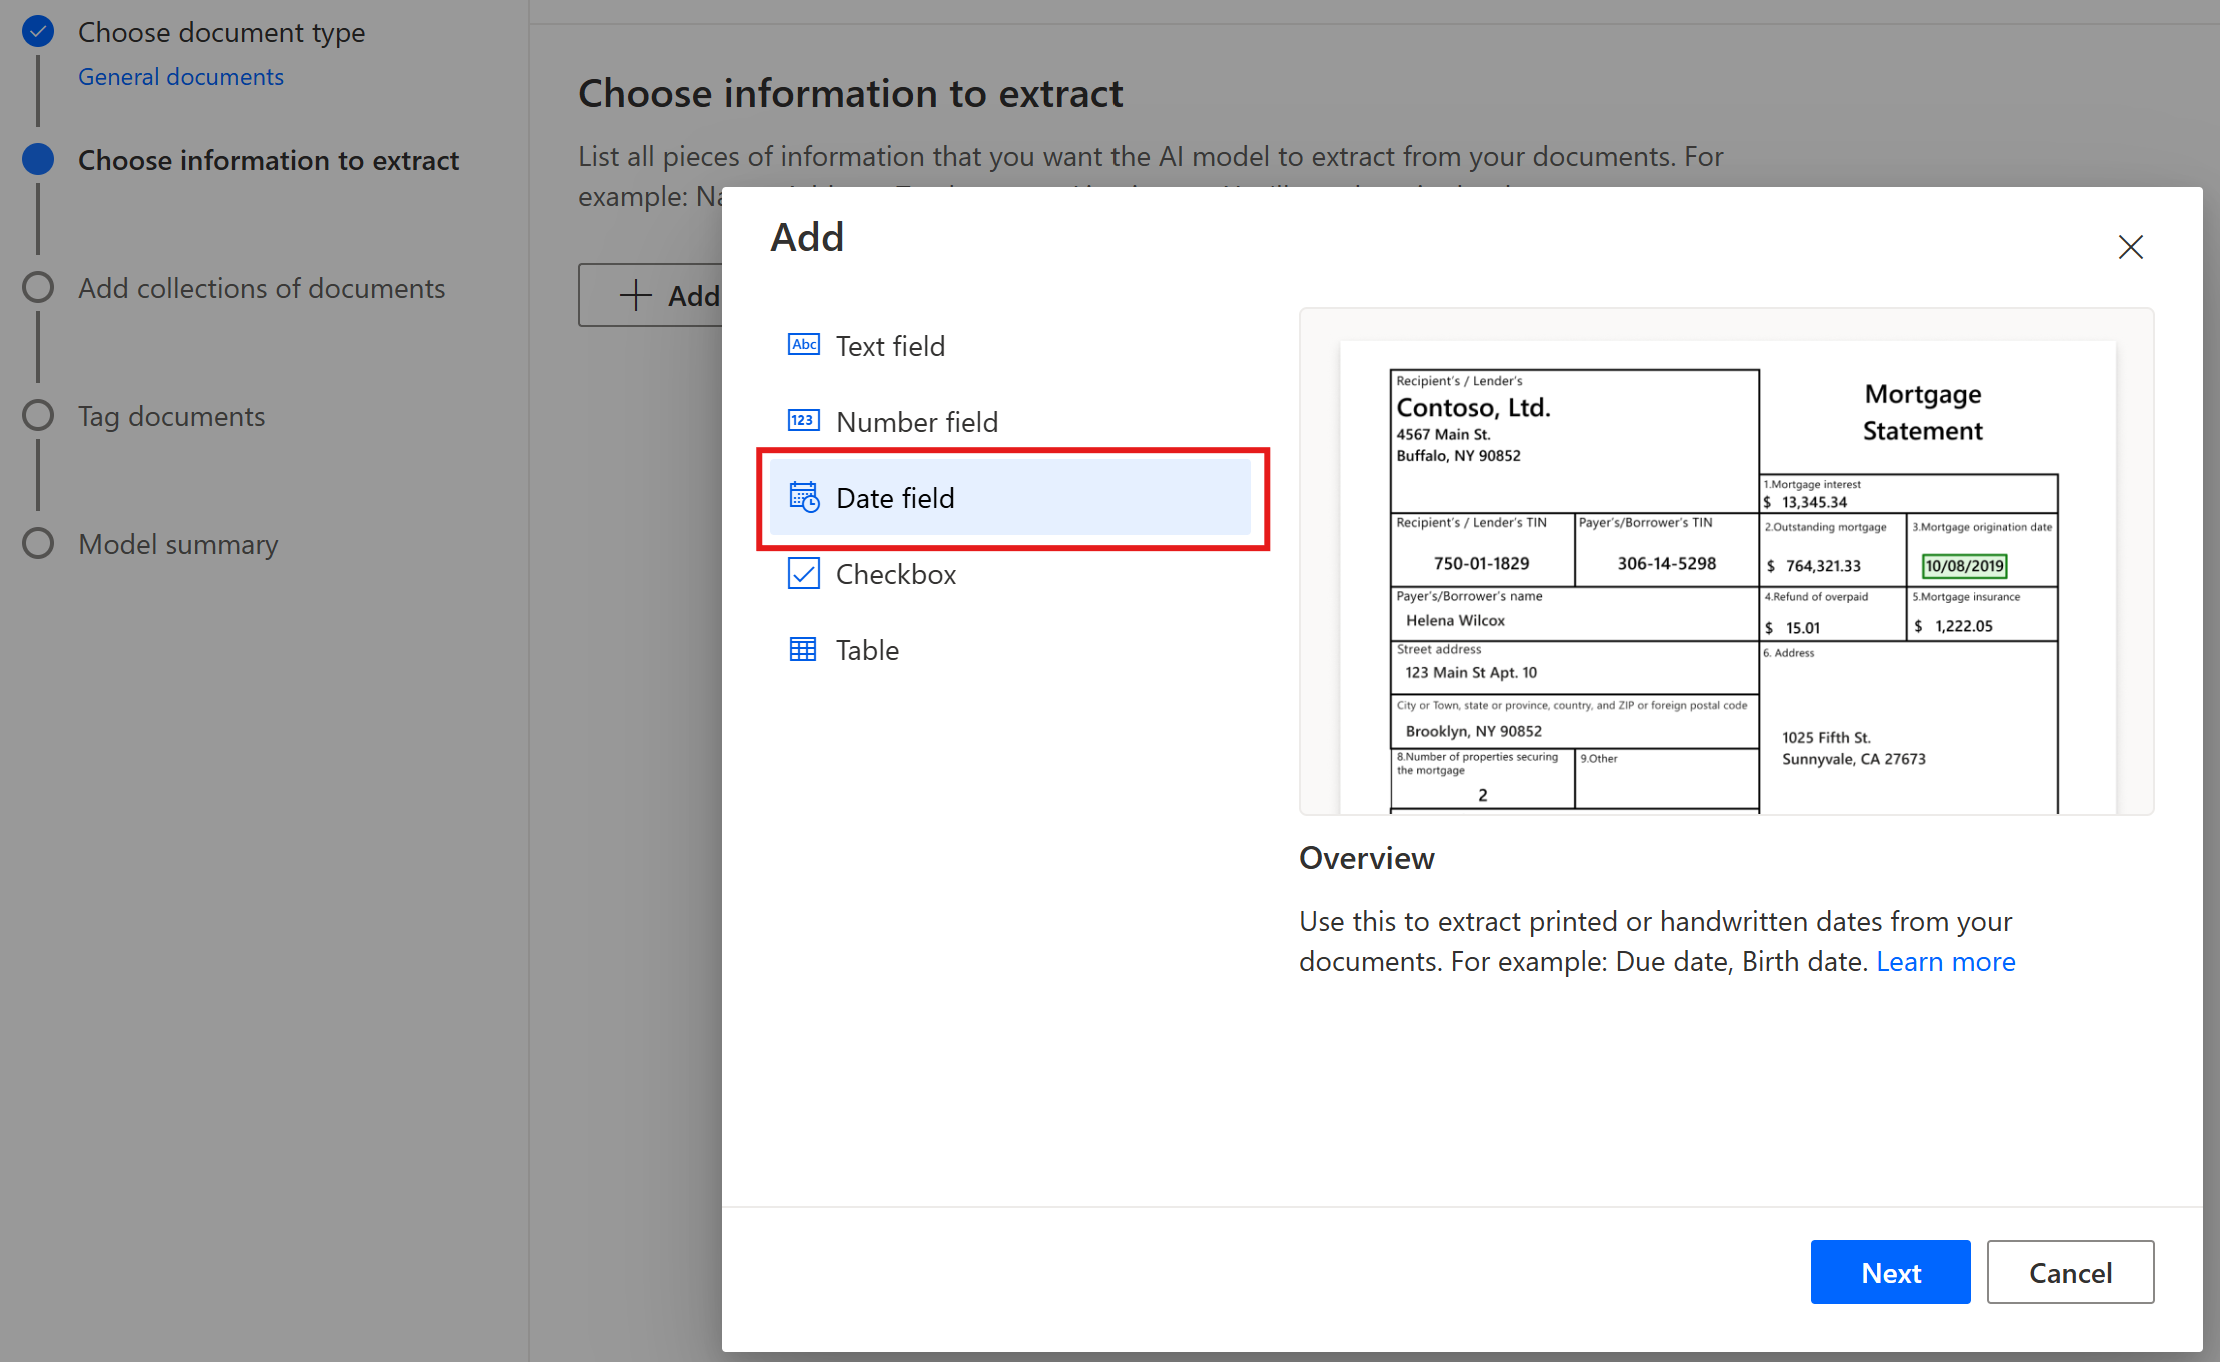 Choose document type
General documents
Choose information to extract
Add collections of documents
Tag documents
Model summary
Choose information to extract
List all pieces of information that you want the AI model to extract from your documents. For
example:
Add
Add
Text field
Number field
Date field
Checkbox
Table
Recipient's / Lender's
Contoso, Ltd.
4567 Main St.
Buffalo, NY 90852
Mortgage
Statement
1.Mortgage interest
$ 13,345.34
Recipient's / Lender's TIN
750-01-1829
Payer's/Borrower's TIN
306-14-5298
2.Outstanding mortgage
$ 764,321.33
3.Mortgage origination date
10/08/2019
Payer's/Borrower's name
Helena Wilcox
4.Refund of overpaid
$ 15.01
5.Mortgage insurance
$ 1,222.05
Street address
123 Main St Apt. 10
6. Address
1025 Fifth St.
Sunnyvale, CA 27673
City or Town, state or province, country, and ZIP or foreign postal code
Brooklyn, NY 90852
8.Number of properties securing
the mortgage
2
9.Other
Overview
Use this to extract printed or handwritten dates from your
documents. For example: Due date, Birth date. Learn more
Next
Cancel